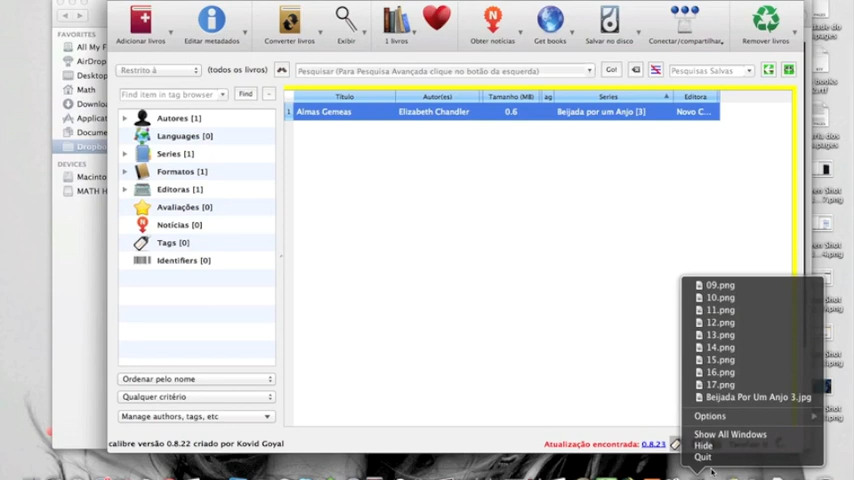 FAVORITES
All My F
AirDrop
Desktop
Math
Downloa
Applicat
Docume
Dropbo
DEVICES
Macinto
MATH H
Adicionar livros
Editar metadados
Converter livros
Exibir
1 livros
Obter notícias
Get books
Salvar no disco
Conectar/compartilhar
Remover livros
Restrito à
(todos os livros)
Pesquisar (Para Pesquisa Avançada clique no botão da esquerda)
Go!
Pesquisas Salvas
Find item in tag browser
Find
-
Título
Autor(es)
Tamanho (MB)
ag
Series
Editora
1
Almas Gemeas
Elizabeth Chandler
0.6
Beijada por um Anjo [3]
Novo C...
Autores [1]
Languages [0]
Series [1]
Formatos [1]
Editoras [1]
Avaliações [0]
Notícias [0]
Tags [0]
Identifiers [0]
Ordenar pelo nome
Qualquer critério
Manage authors, tags, etc
calibre versão 0.8.22 criado por Kovid Goyal
Atualização encontrada: 0.8.23
09.png
10.png
11.png
12.png
13.png
14.png
15.png
16.png
17.png
Beijada Por Um Anjo 3.jpg
Options
Show All Windows
Hide
Quit